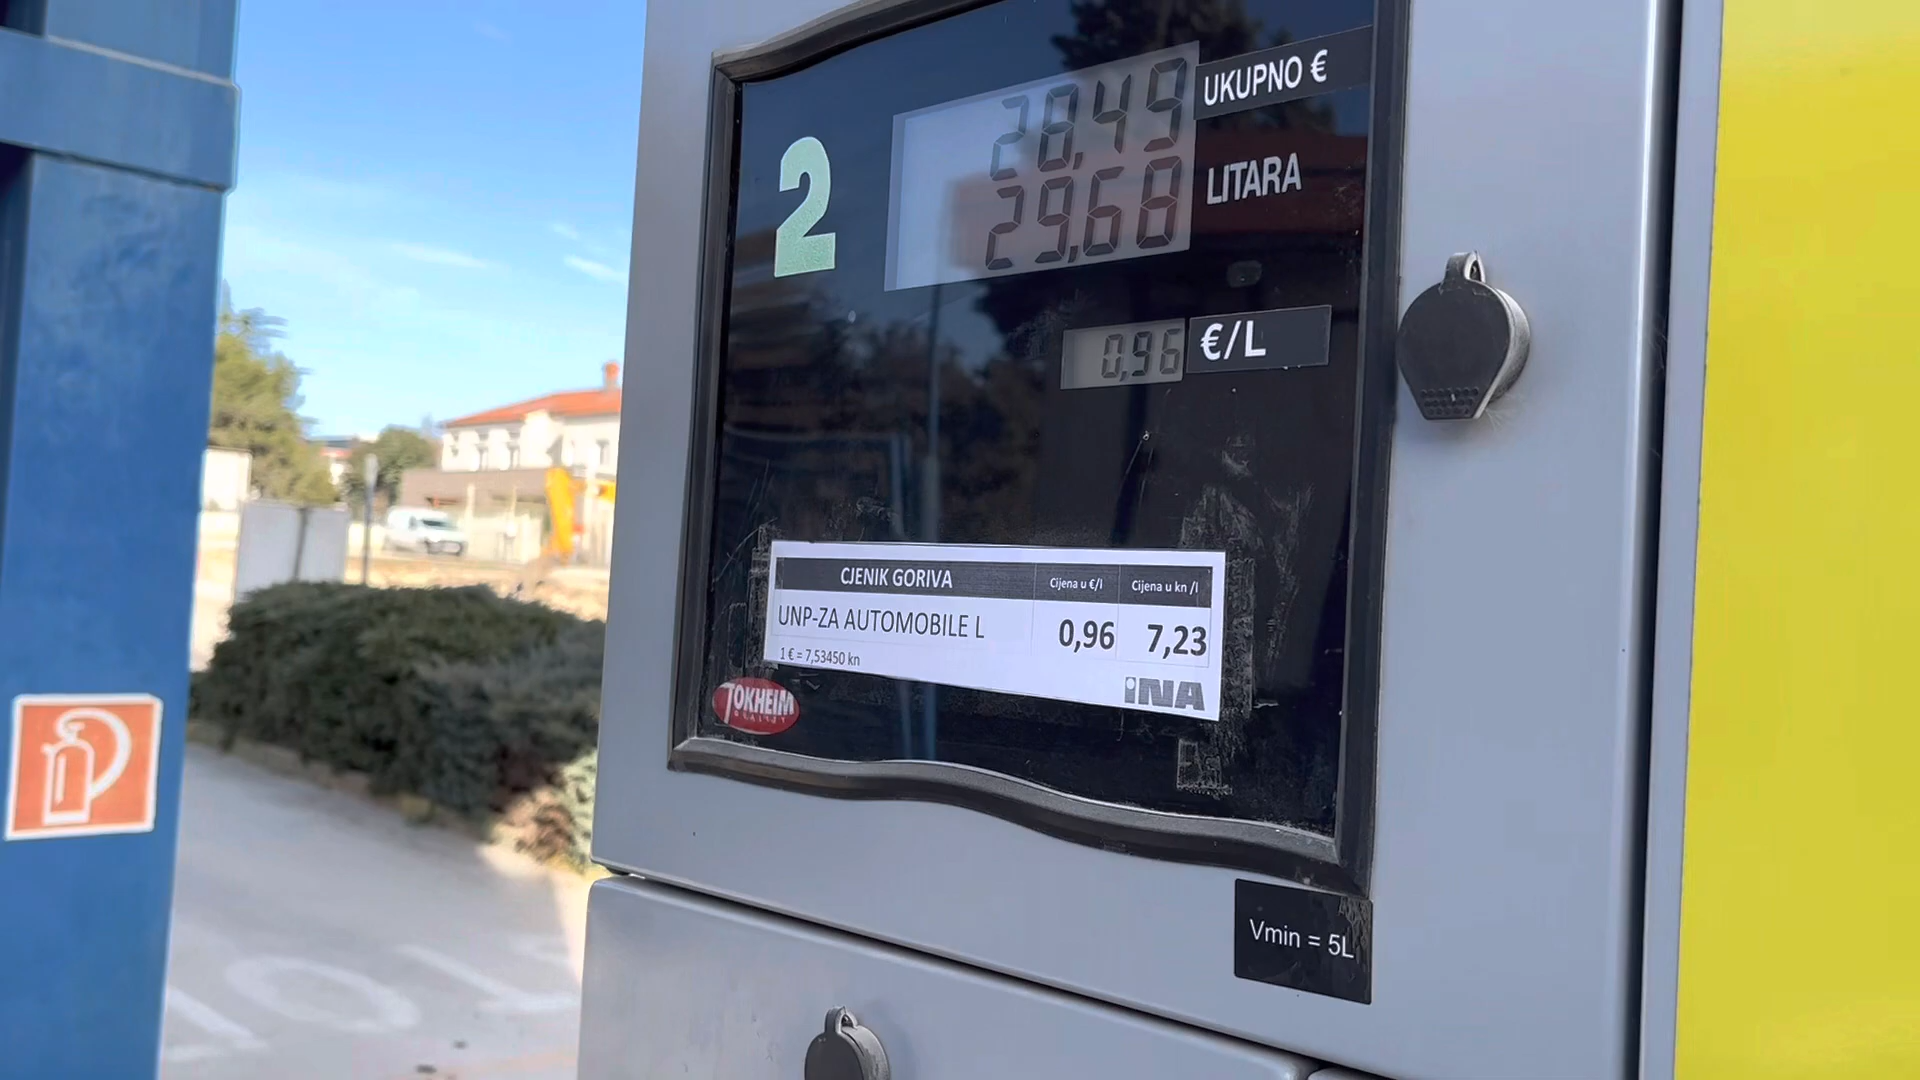 28,49 UKUPNO €
2
29,68 LITARA
0,96 €/L
CJENIK GORIVA Cijena u €/l Cijena u kn /l
UNP-ZA AUTOMOBILE L 0,96 7,23
1 € = 7,53450 kn
INA
TOKHEIM
Vmin = 5L